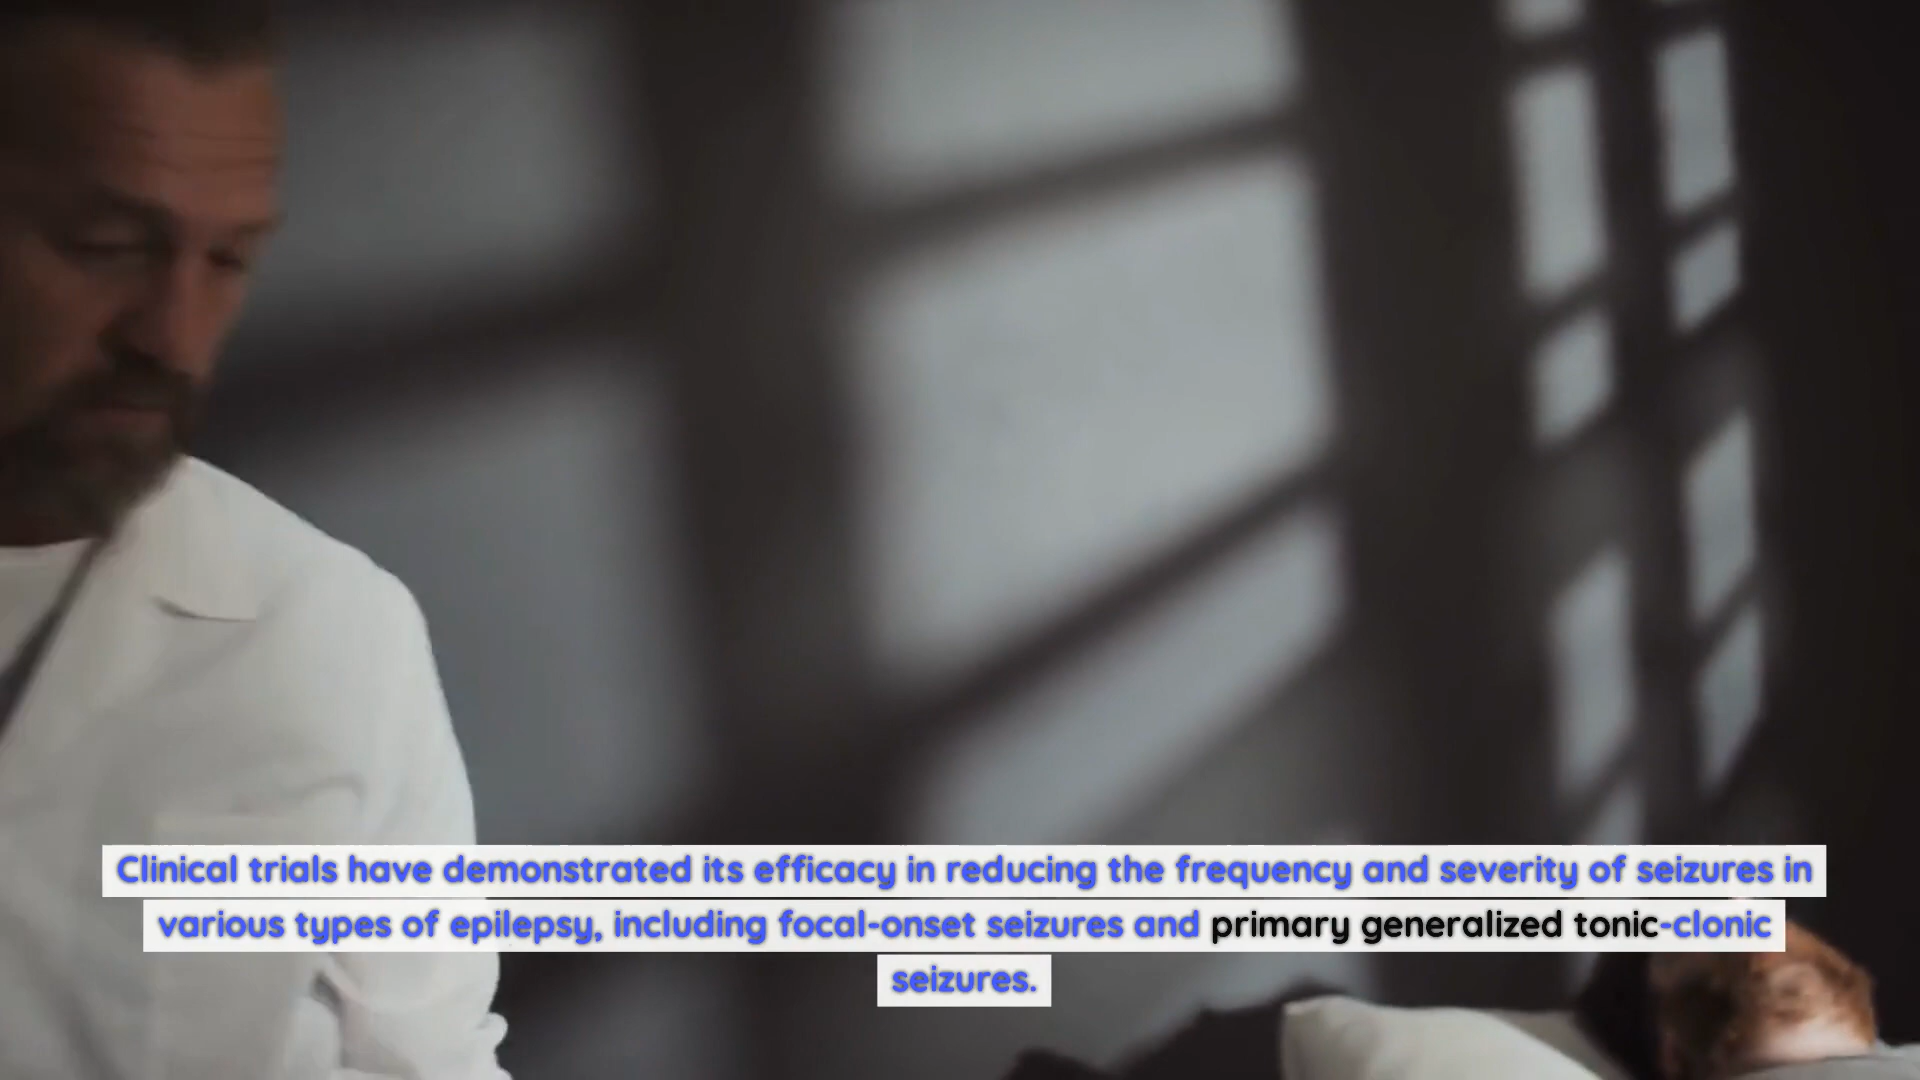 Clinical trials have demonstrated its efficacy in reducing the frequency and severity of seizures in
various types of epilepsy, including focal-onset seizures and primary generalized tonic-clonic
seizures.